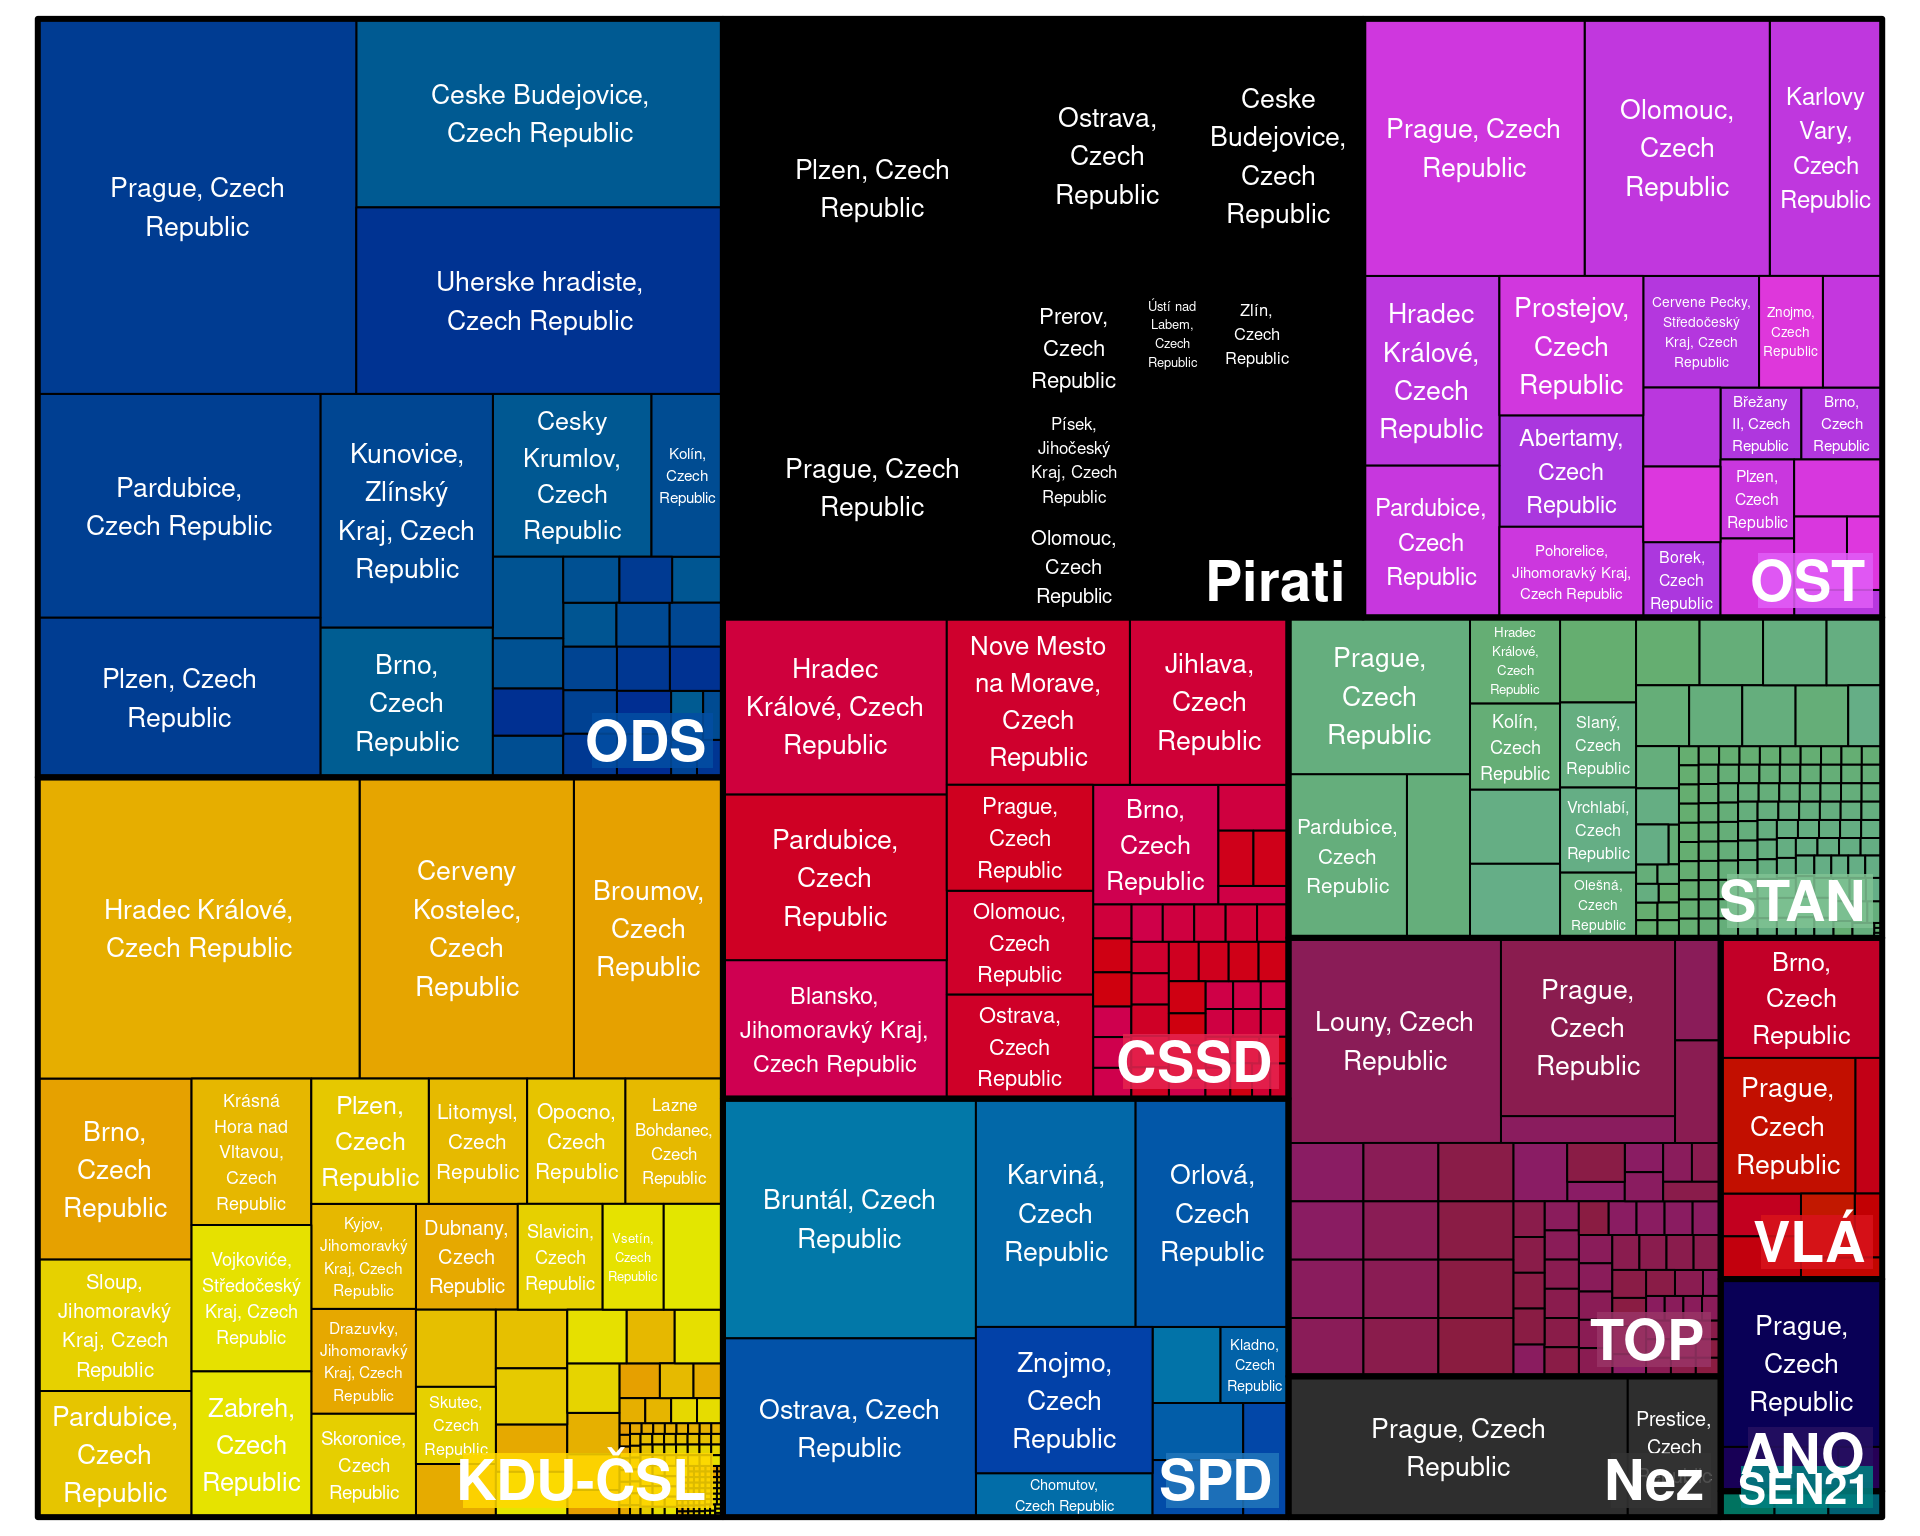 Prague, Czech
Republic
Ceske Budejovice,
Czech Republic
Uherske hradiste,
Czech Republic
Pardubice,
Czech Republic
Plzen, Czech
Republic
Kunovice,
Zlínský
Kraj, Czech
Republic
Brno,
Czech
Republic
Cesky
Krumlov,
Czech
Republic
Kolín,
Czech
Republic
ODS
Plzen, Czech
Republic
Prague, Czech
Republic
Ostrava,
Czech
Republic
Ceske
Budejovice,
Czech
Republic
Prerov,
Czech
Republic
Ústí nad
Labem,
Czech
Republic
Zlín,
Czech
Republic
Písek,
Jihočeský
Kraj, Czech
Republic
Olomouc,
Czech
Republic
Pirati
Prague, Czech
Republic
Olomouc,
Czech
Republic
Karlovy
Vary,
Czech
Republic
Hradec
Králové,
Czech
Republic
Pardubice,
Czech
Republic
Prostejov,
Czech
Republic
Abertamy,
Czech
Republic
Pohorelice,
Jihomoravký Kraj,
Czech Republic
Cervene Pecky,
Středočeský
Kraj, Czech
Republic
Znojmo,
Czech
Republic
Břežany
II, Czech
Republic
Brno,
Czech
Republic
Plzen,
Czech
Republic
Borek,
Czech
Republic
OST
Hradec Králové,
Czech Republic
Cerveny
Kostelec,
Czech
Republic
Broumov,
Czech
Republic
Brno,
Czech
Republic
Sloup,
Jihomoravký
Kraj, Czech
Republic
Pardubice,
Czech
Republic
Krásná
Hora nad
Vltavou,
Czech
Republic
Vojkoviće,
Středočeský
Kraj, Czech
Republic
Zabreh,
Czech
Republic
Plzen,
Czech
Republic
Litomysl,
Czech
Republic
Opocno,
Czech
Republic
Lazne
Bohdanec,
Czech
Republic
Kyjov,
Jihomoravký
Kraj, Czech
Republic
Drazuvky,
Jihomoravký
Kraj, Czech
Republic
Skoronice,
Czech
Republic
Dubnany,
Czech
Republic
Slavicin,
Czech
Republic
Vsetín,
Czech
Republic
Skutec,
Czech
Republic
KDU-ČSL
Hradec
Králové, Czech
Republic
Pardubice,
Czech
Republic
Blansko,
Jihomoravký Kraj,
Czech Republic
Nove Mesto
na Morave,
Czech
Republic
Jihlava,
Czech
Republic
Prague,
Czech
Republic
Olomouc,
Czech
Republic
Ostrava,
Czech
Republic
Brno,
Czech
Republic
CSSD
Bruntál, Czech
Republic
Ostrava, Czech
Republic
Karviná,
Czech
Republic
Orlová,
Czech
Republic
Znojmo,
Czech
Republic
Chomutov,
Czech Republic
Kladno,
Czech
Republic
SPD
Prague,
Czech
Republic
Pardubice,
Czech
Republic
Hradec
Králové,
Czech
Republic
Kolín,
Czech
Republic
Slaný,
Czech
Republic
Vrchlabí,
Czech
Republic
Olešná,
Czech
Republic
STAN
Louny, Czech
Republic
Prague,
Czech
Republic
TOP
Brno,
Czech
Republic
Prague,
Czech
Republic
VLÁ
Prague, Czech
Republic
Prestice,
Czech
Nez
Prague,
Czech
Republic
ANO
SEN21